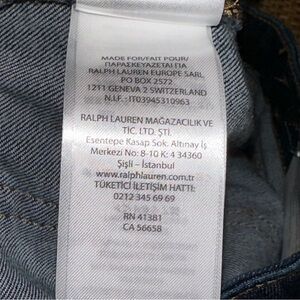 MADE FOR/FAIT POUR/
ΠΑΡΑΣΚΕΥΑΖΕΤΑΙ ΓΙΑ
RALPH LAUREN EUROPE SARL
PO BOX 2572
1211 GENEVA 2 SWITZERLAND
N.I.F.: IT03945310963
RALPH LAUREN MAĞAZACILIK VE
TİC. LTD. ŞTİ.
Esentepe Kasap Sok. Altınay İş
Merkezi No: 8-10 K: 4 34360
Şişli - İstanbul
www.ralphlauren.com.tr
TÜKETİCİ İLETİŞİM HATTI:
0212 345 69 69
RN 41381
CA 56658